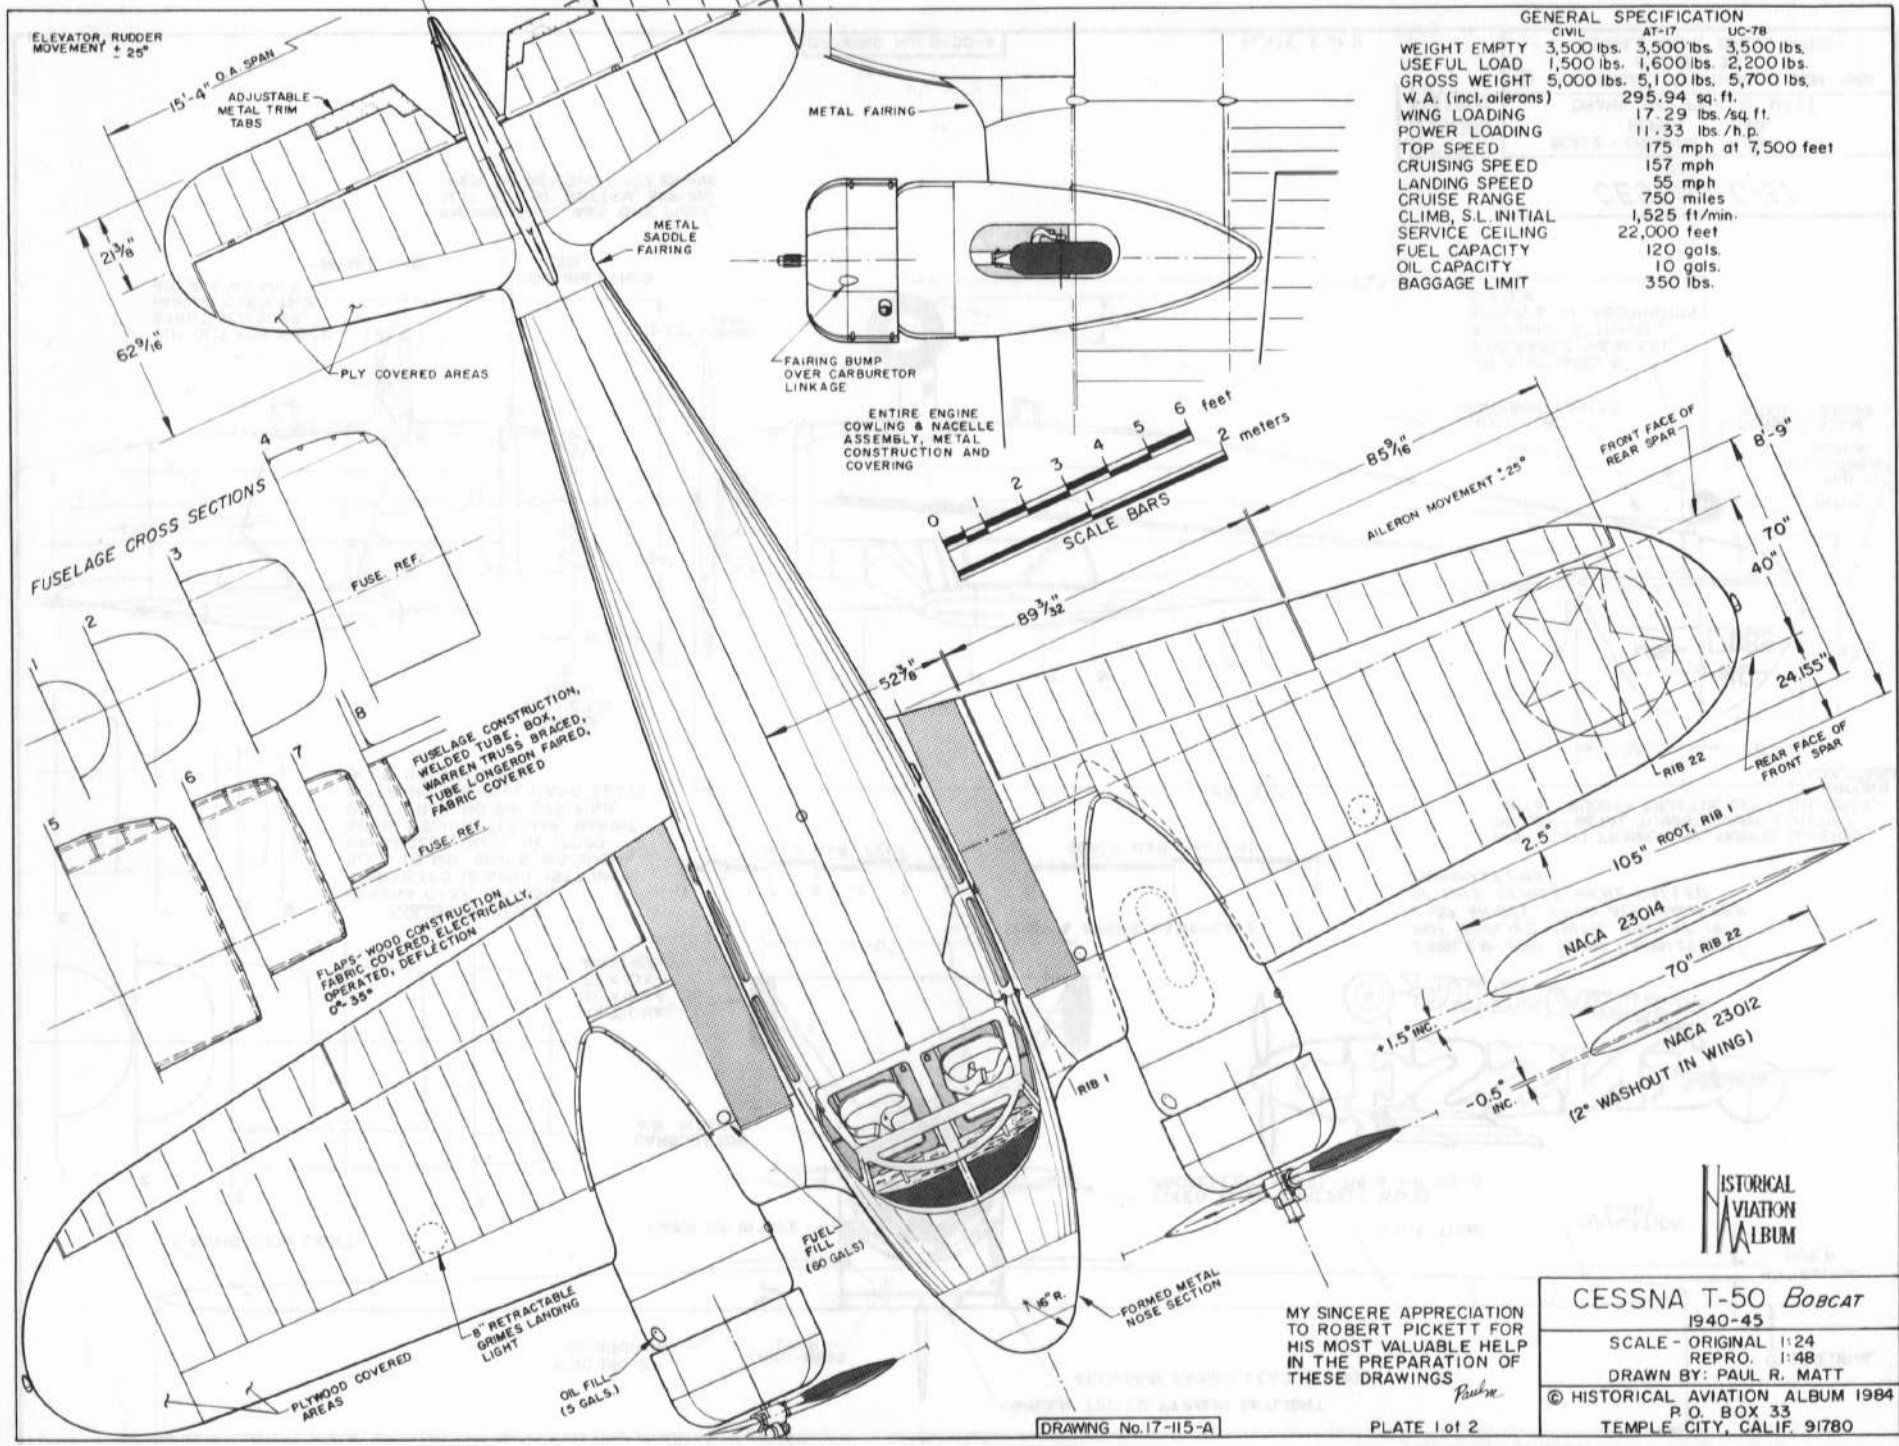 ELEVATOR, RUDDER
MOVEMENT ± 25°
15'-4" O.A. SPAN
ADJUSTABLE
METAL TRIM
TABS
21 3/8"
62 9/16"
PLY COVERED AREAS
METAL
SADDLE
FAIRING
METAL FAIRING
FAIRING BUMP
OVER CARBURETOR
LINKAGE
ENTIRE ENGINE
COWLING & NACELLE
ASSEMBLY, METAL
CONSTRUCTION AND
COVERING
GENERAL SPECIFICATION
CIVIL AT-17 UC-78
WEIGHT EMPTY 3,500 lbs. 3,500 lbs. 3,500 lbs.
USEFUL LOAD 1,500 lbs. 1,600 lbs. 2,200 lbs.
GROSS WEIGHT 5,000 lbs. 5,100 lbs. 5,700 lbs.
W.A. (incl. ailerons) 295.94 sq. ft.
WING LOADING 17.29 lbs./sq. ft.
POWER LOADING 11.33 lbs./h.p.
TOP SPEED 175 mph at 7,500 feet
CRUISING SPEED 157 mph
LANDING SPEED 55 mph
CRUISE RANGE 750 miles
CLIMB, S.L. INITIAL 1,525 ft/min.
SERVICE CEILING 22,000 feet
FUEL CAPACITY 120 gals.
OIL CAPACITY 10 gals.
BAGGAGE LIMIT 350 lbs.
0 1 2 3 4 5 6 feet
1 2 meters
SCALE BARS
FUSELAGE CROSS SECTIONS
1
2
3
4
FUSE. REF.
5
6
7
8
FUSELAGE CONSTRUCTION,
WELDED TUBE, BOX,
WARREN TRUSS BRACED,
TUBE LONGERON FAIRED,
FABRIC COVERED
FUSE. REF.
FLAPS-WOOD CONSTRUCTION
FABRIC COVERED, ELECTRICALLY,
OPERATED, DEFLECTION
0°-35°
52 3/8"
89 3/32"
85 9/16"
AILERON MOVEMENT ± 25°
FRONT FACE OF
REAR SPAR
8'-9"
70"
40"
24.155"
REAR FACE OF
FRONT SPAR
RIB 22
2.5°
105" ROOT, RIB 1
NACA 23014
70" RIB 22
+1.5° INC.
NACA 23012
-0.5°
INC.
(2° WASHOUT IN WING)
RIB 1
FUEL
FILL
(60 GALS)
8" RETRACTABLE
GRIMES LANDING
LIGHT
PLYWOOD COVERED
AREAS
OIL FILL
(5 GALS.)
16" R.
FORMED METAL
NOSE SECTION
HISTORICAL
AVIATION
ALBUM
MY SINCERE APPRECIATION
TO ROBERT PICKETT FOR
HIS MOST VALUABLE HELP
IN THE PREPARATION OF
THESE DRAWINGS
CESSNA T-50 BOBCAT
1940-45
SCALE - ORIGINAL 1:24
REPRO. 1:48
DRAWN BY: PAUL R. MATT
© HISTORICAL AVIATION ALBUM 1984
P.O. BOX 33
TEMPLE CITY, CALIF. 91780
DRAWING No. 17-115-A
PLATE 1 of 2